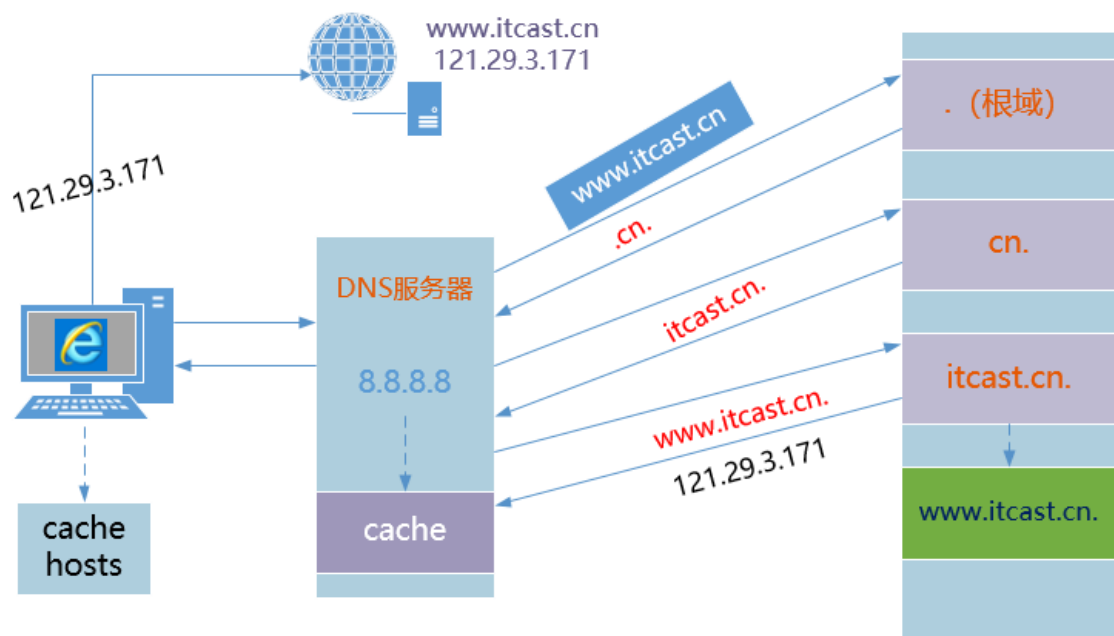 www.itcast.cn
121.29.3.171
121.29.3.171
cache
hosts
DNS服务器
8.8.8.8
cache
www.itcast.cn
.cn.
itcast.cn.
www.itcast.cn.
121.29.3.171
.（根域）
cn.
itcast.cn.
www.itcast.cn.